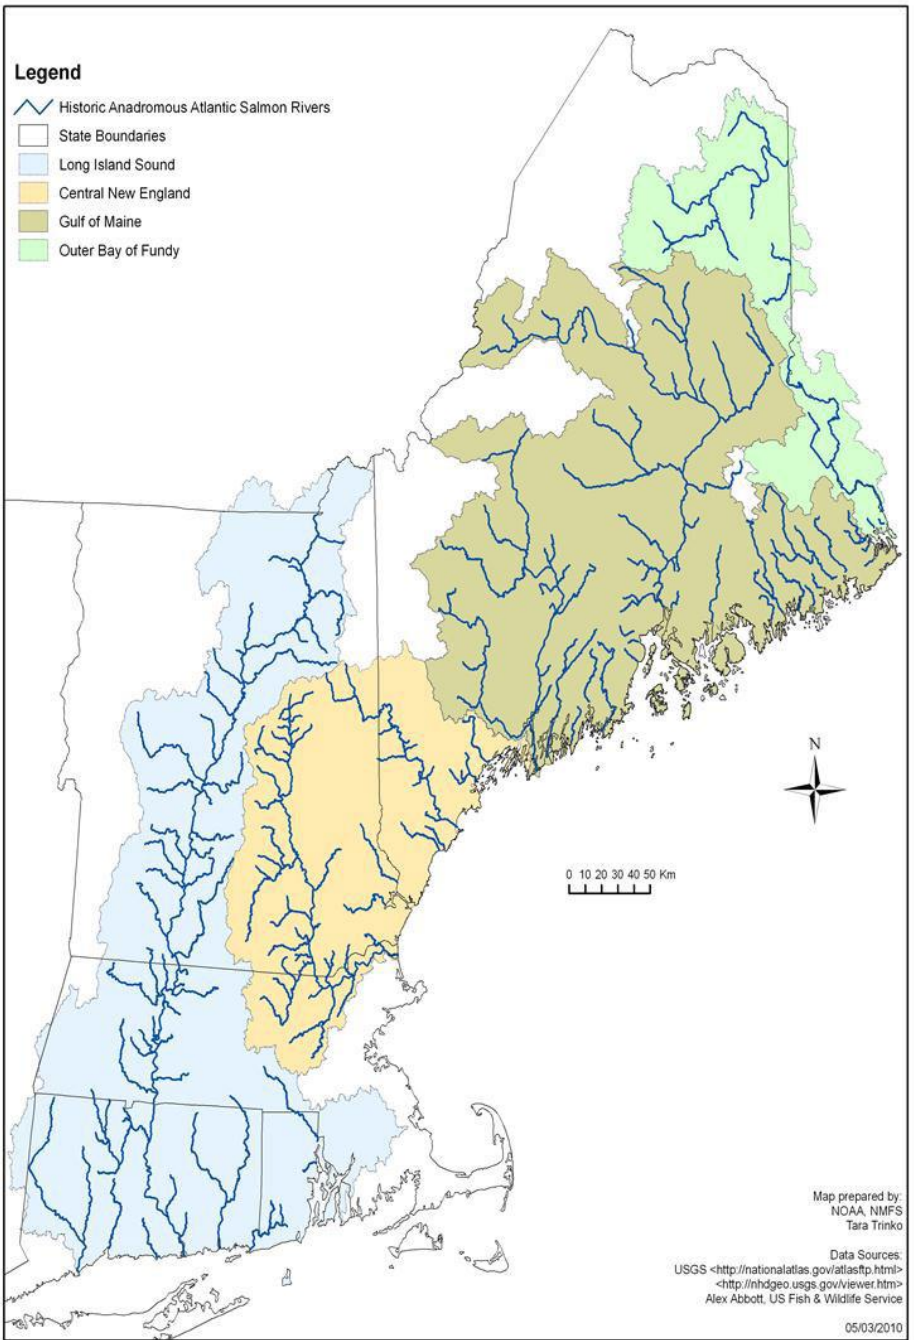 Legend
Historic Anadromous Atlantic Salmon Rivers
State Boundaries
Long Island Sound
Central New England
Gulf of Maine
Outer Bay of Fundy
N
0 10 20 30 40 50 Km
Map prepared by:
NOAA, NMFS
Tara Trinko
Data Sources:
USGS <http://nationalatlas.gov/atlasftp.html>
<http://nhdgeo.usgs.gov/viewer.htm>
Alex Abbott, US Fish & Wildlife Service
05/03/2010